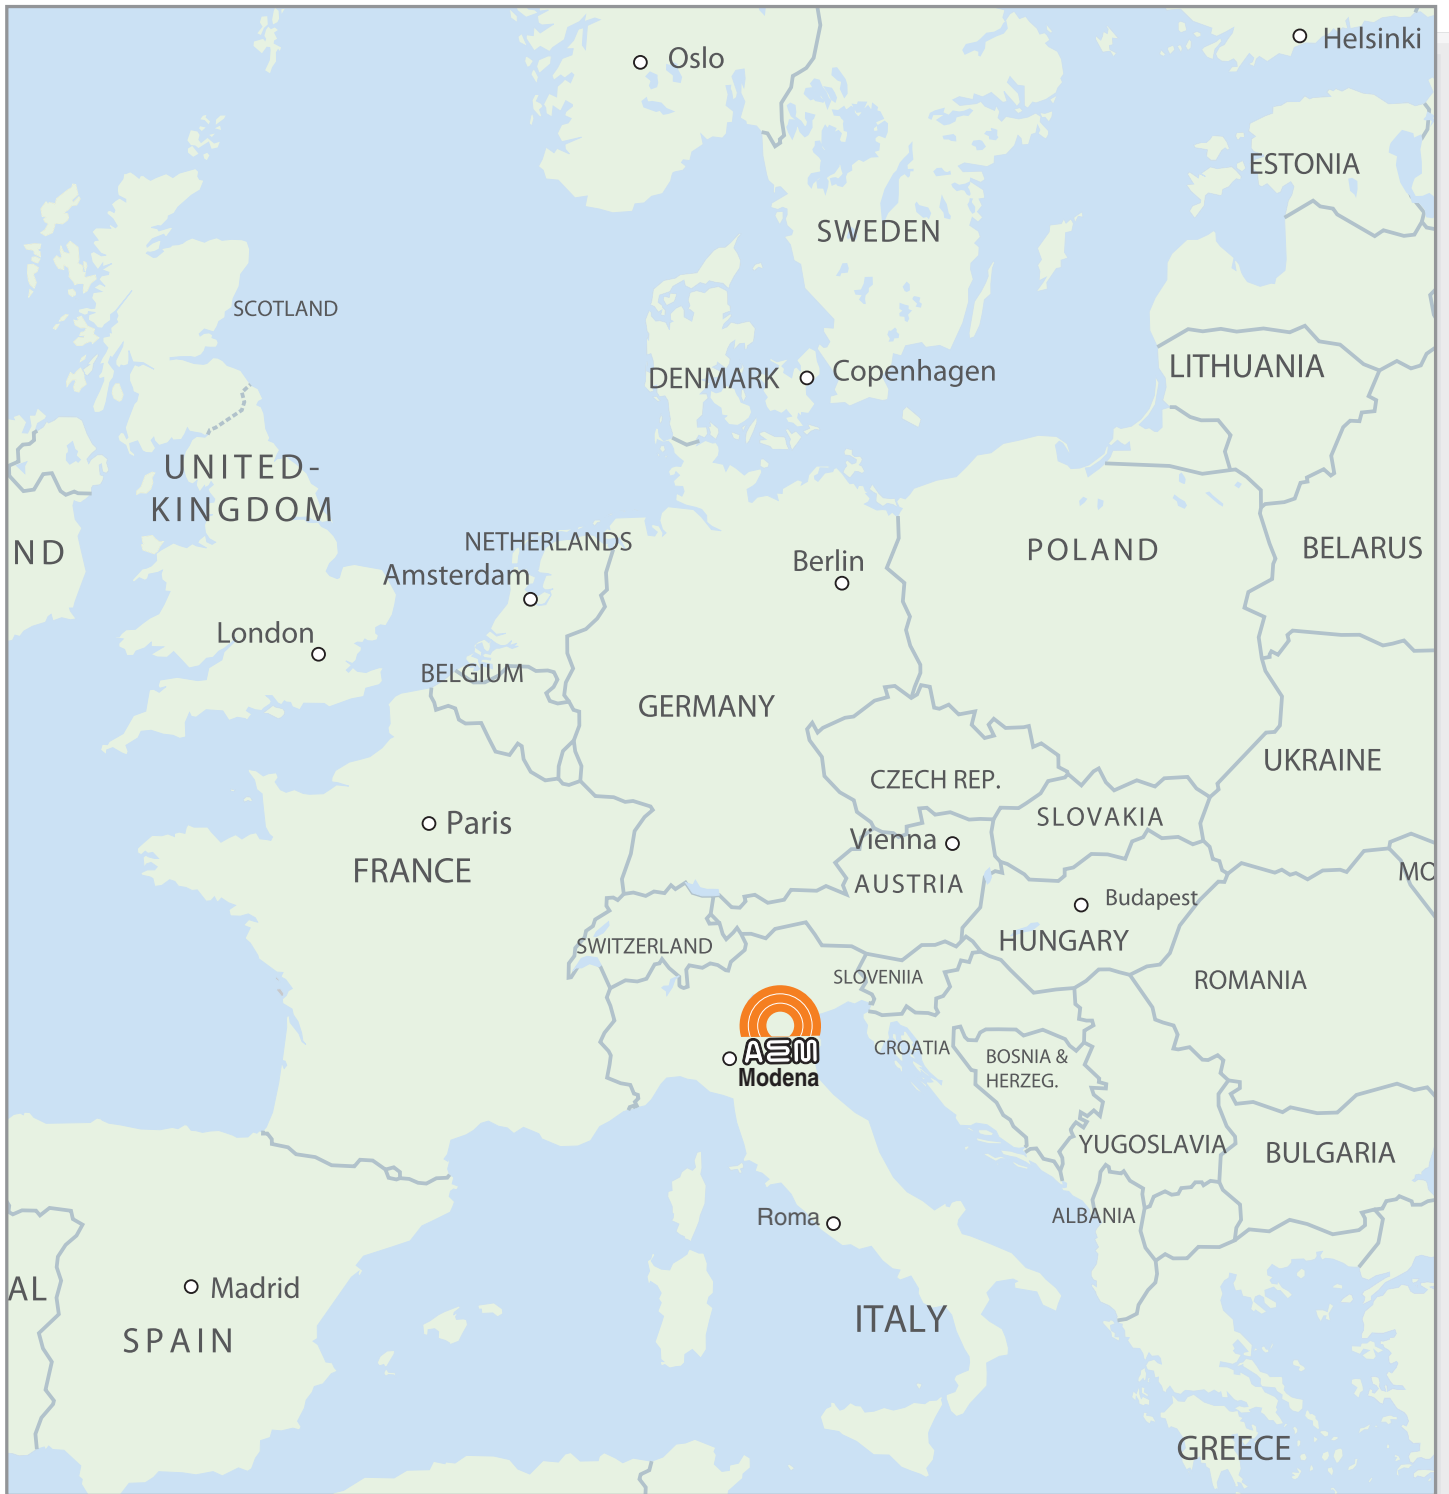 Oslo
Helsinki
ESTONIA
SWEDEN
SCOTLAND
DENMARK
Copenhagen
LITHUANIA
UNITED-
KINGDOM
ND
NETHERLANDS
Amsterdam
Berlin
POLAND
BELARUS
London
BELGIUM
GERMANY
UKRAINE
CZECH REP.
SLOVAKIA
Paris
FRANCE
Vienna
AUSTRIA
MO
Budapest
HUNGARY
SWITZERLAND
SLOVENIIA
ROMANIA
CROATIA
BOSNIA &
HERZEG.
AEM
Modena
YUGOSLAVIA
BULGARIA
Roma
ALBANIA
AL
Madrid
SPAIN
ITALY
GREECE